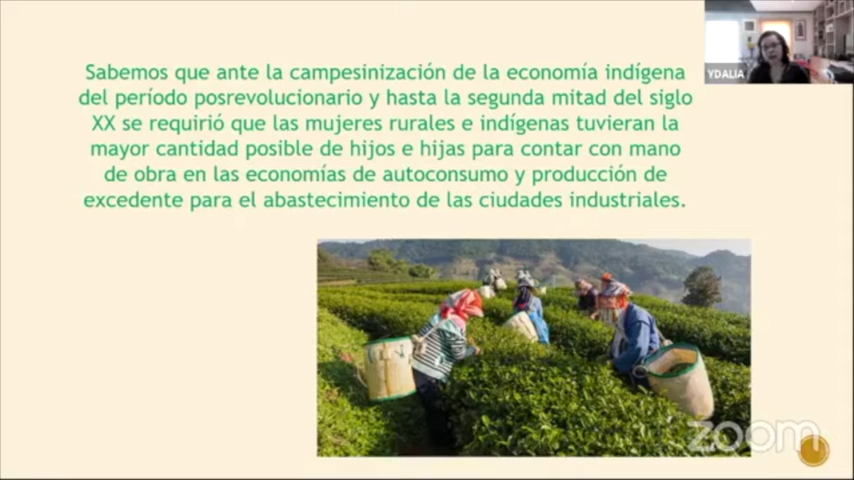 Sabemos que ante la campesinización de la economía indígena
del período posrevolucionario y hasta la segunda mitad del siglo
XX se requirió que las mujeres rurales e indígenas tuvieran la
mayor cantidad posible de hijos e hijas para contar con mano
de obra en las economías de autoconsumo y producción de
excedente para el abastecimiento de las ciudades industriales.
YDALIA
zoom